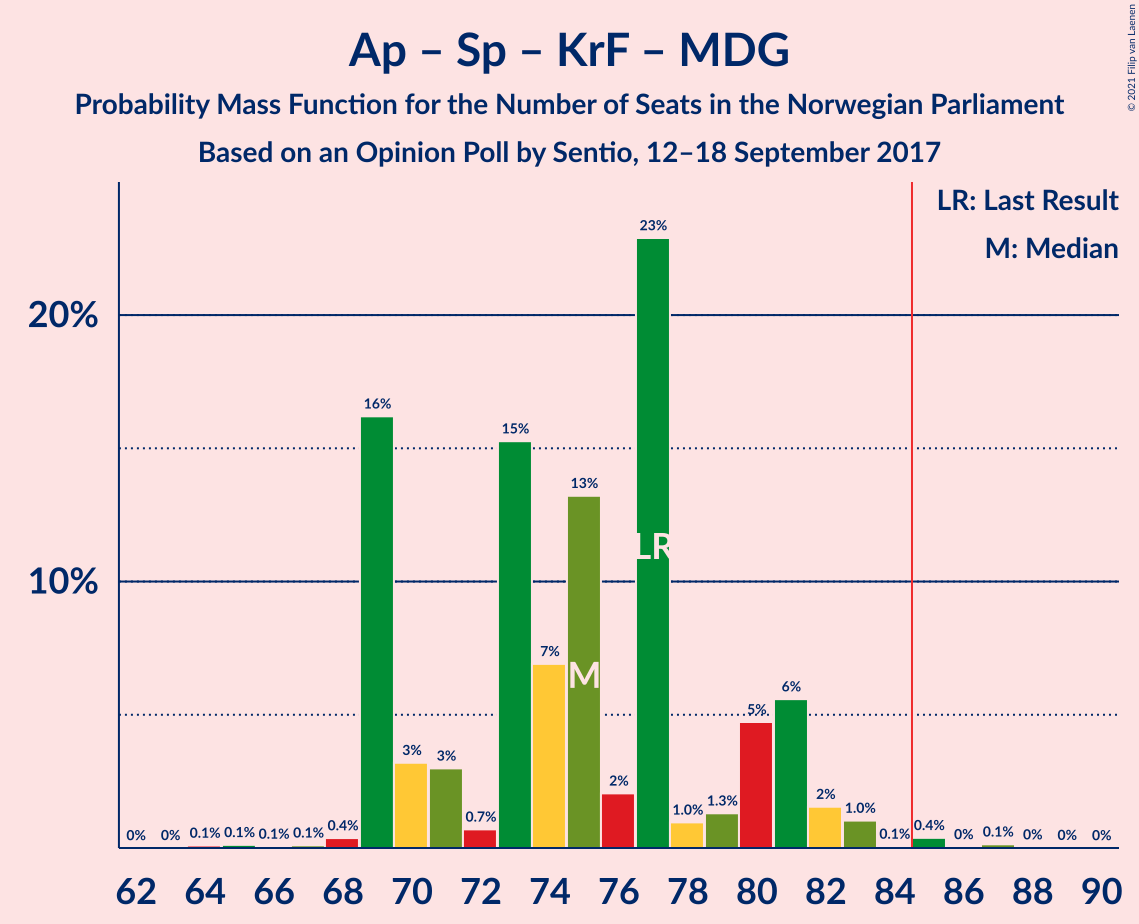 Ap – Sp – KrF – MDG
Probability Mass Function for the Number of Seats in the Norwegian Parliament
Based on an Opinion Poll by Sentio, 12–18 September 2017
© 2021 Filip van Laenen
LR: Last Result
M: Median
20%
10%
0% 0% 0.1% 0.1% 0.1% 0.1% 0.4% 16% 3% 3% 0.7% 15% 7% 13% 2% 23% 1.0% 1.3% 5% 6% 2% 1.0% 0.1% 0.4% 0% 0.1% 0% 0% 0%
LR
M
62 64 66 68 70 72 74 76 78 80 82 84 86 88 90